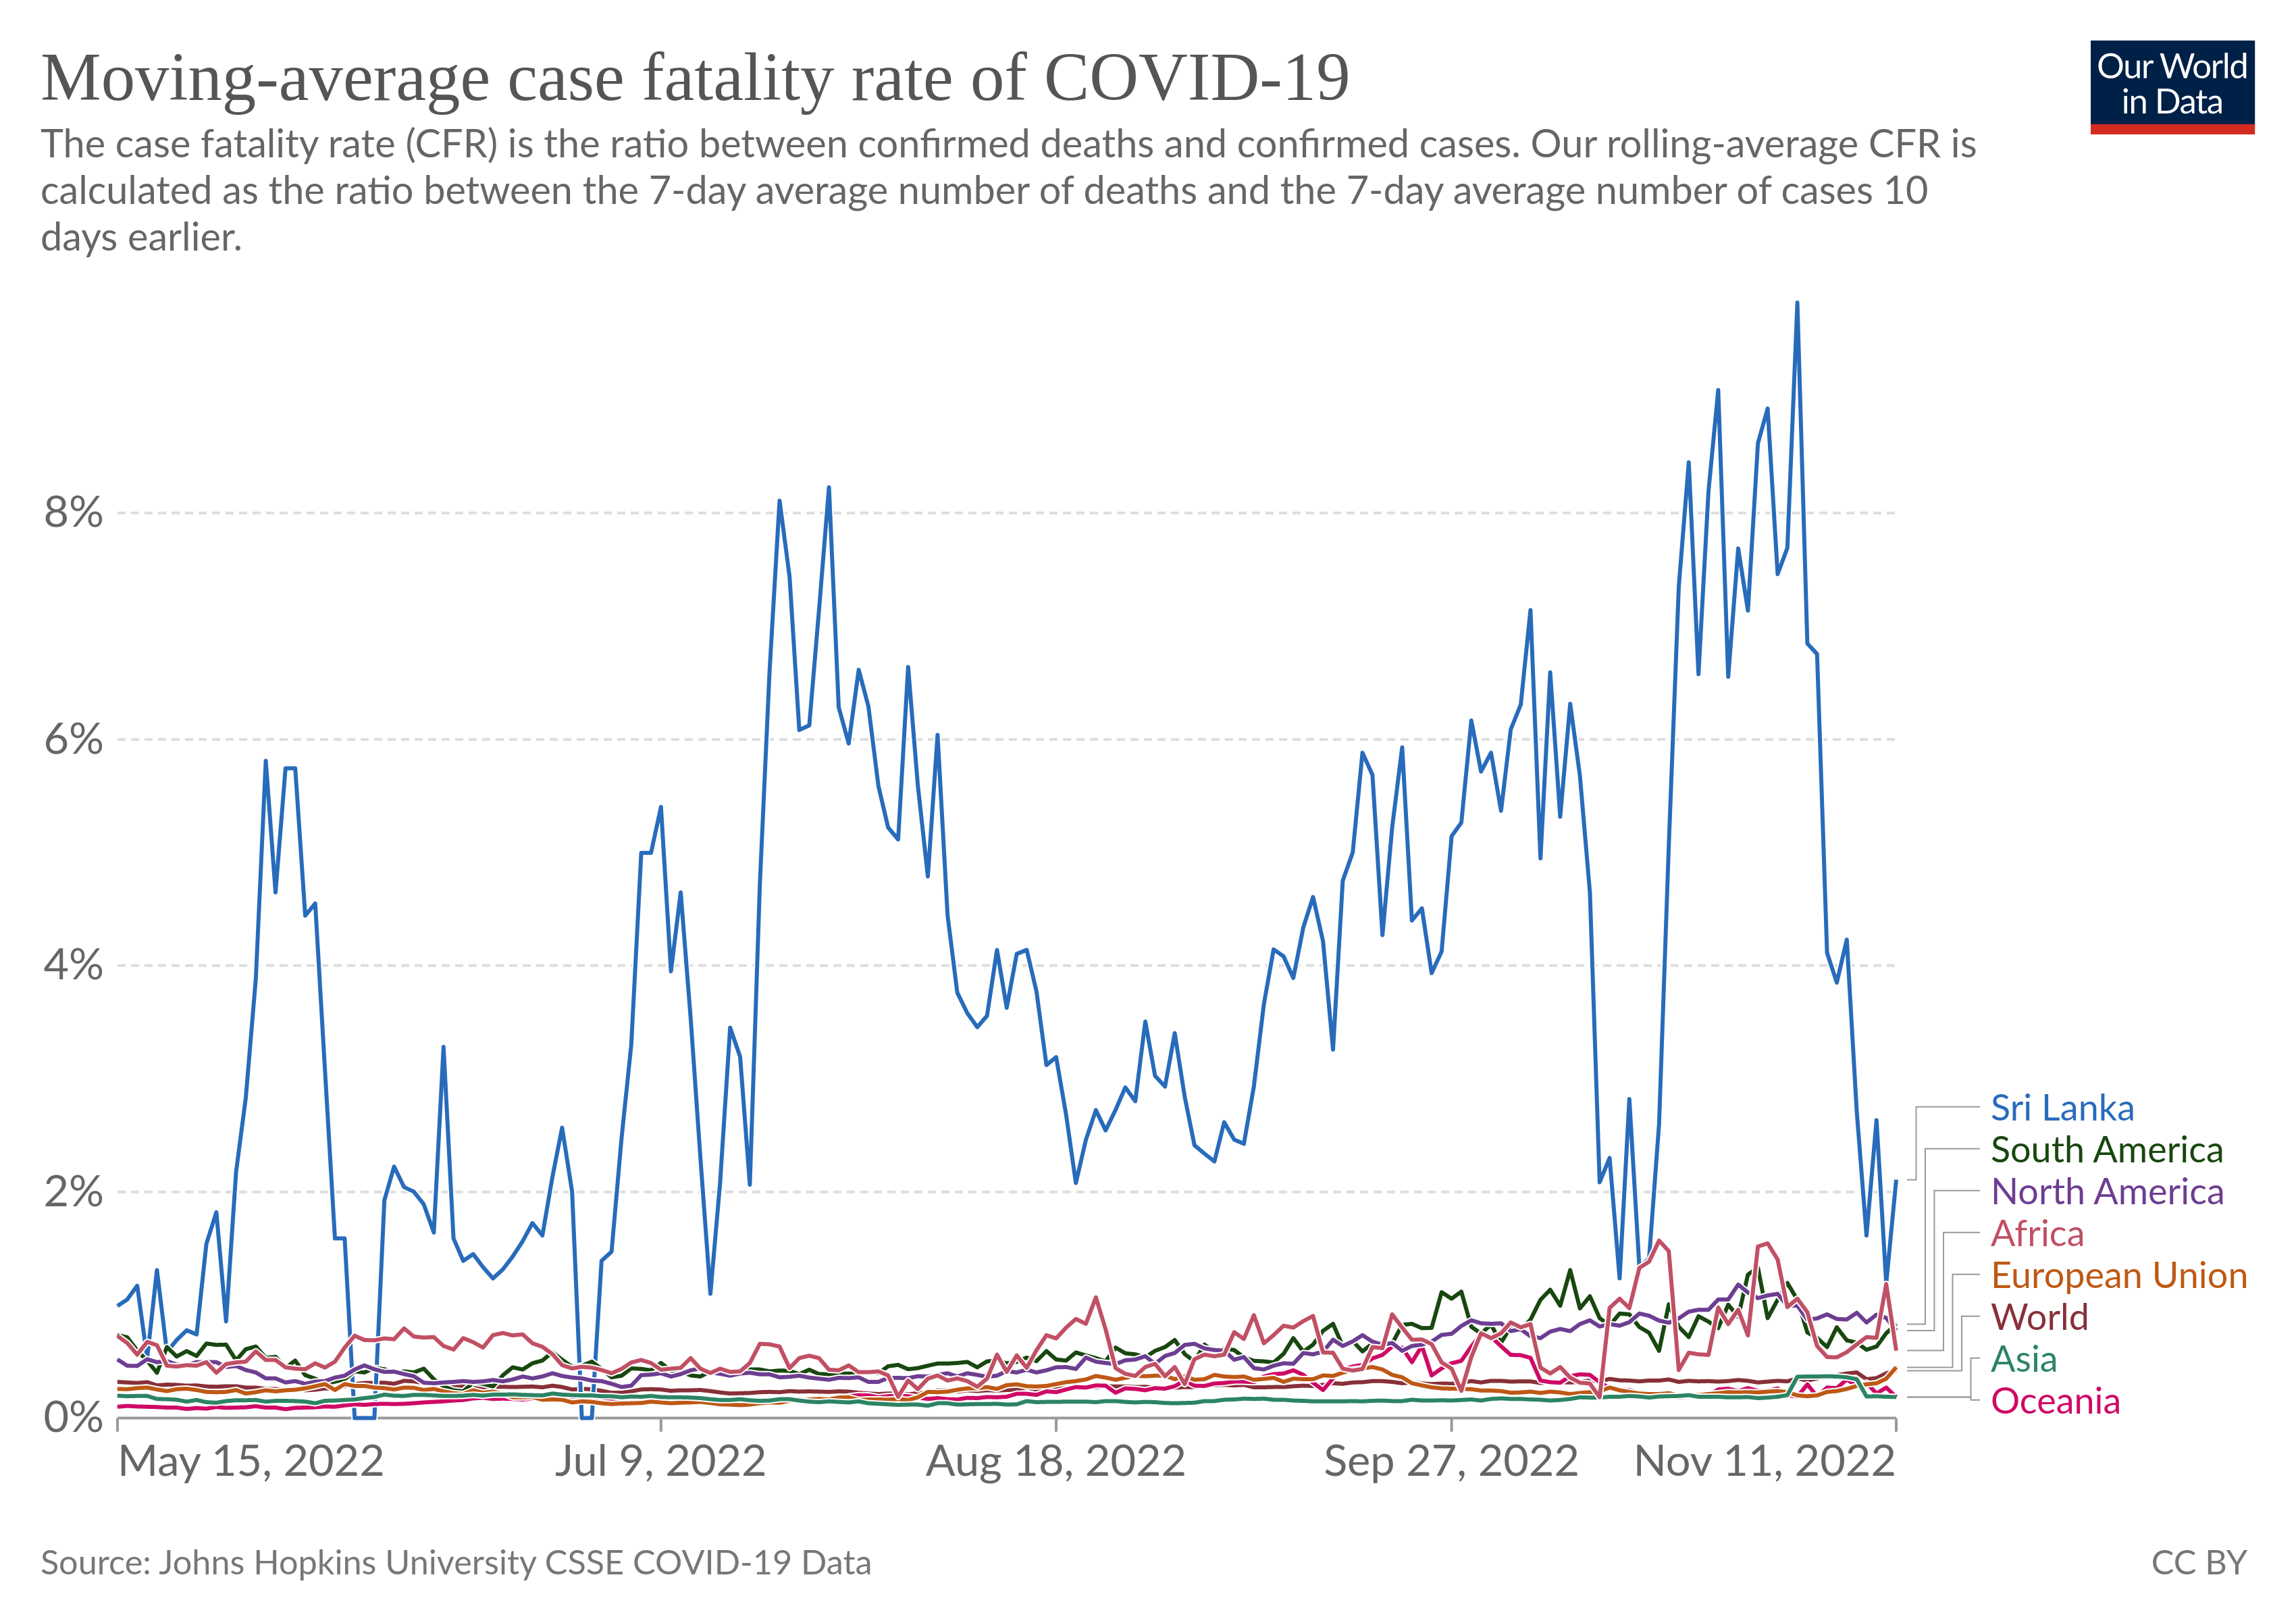 Moving-average case fatality rate of COVID-19
Our World
in Data
The case fatality rate (CFR) is the ratio between confirmed deaths and confirmed cases. Our rolling-average CFR is
calculated as the ratio between the 7-day average number of deaths and the 7-day average number of cases 10
days earlier.
8%
6%
4%
2%
0%
Sri Lanka
South America
North America
Africa
European Union
World
Asia
Oceania
May 15, 2022
Jul 9, 2022
Aug 18, 2022
Sep 27, 2022
Nov 11, 2022
Source: Johns Hopkins University CSSE COVID-19 Data
CC BY